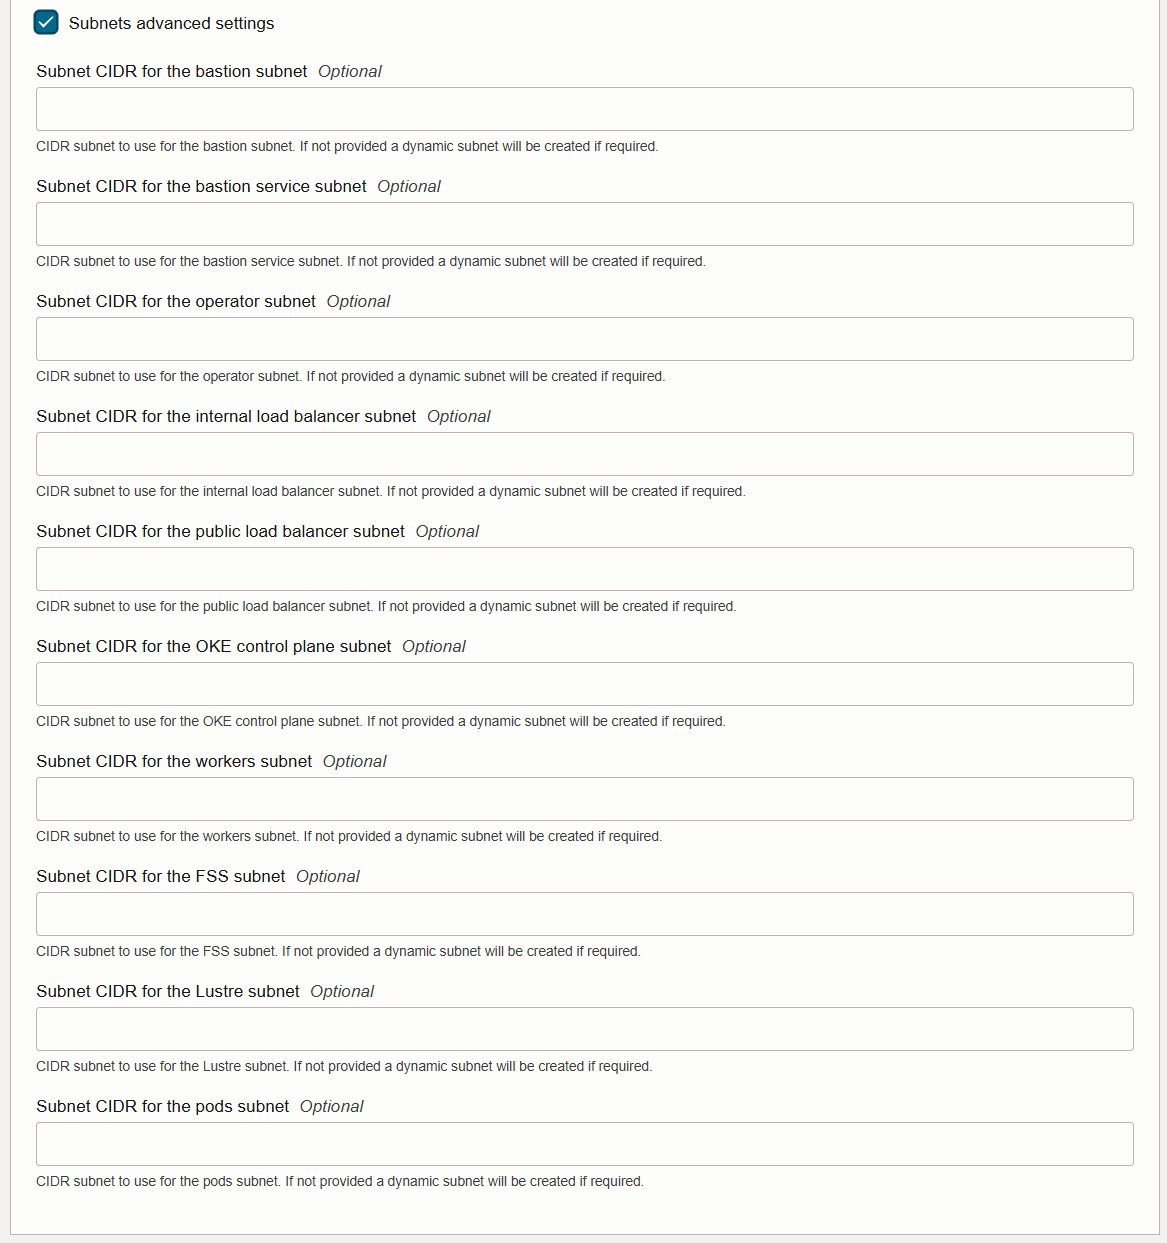 Subnets advanced settings
Subnet CIDR for the bastion subnet Optional
CIDR subnet to use for the bastion subnet. If not provided a dynamic subnet will be created if required.
Subnet CIDR for the bastion service subnet Optional
CIDR subnet to use for the bastion service subnet. If not provided a dynamic subnet will be created if required.
Subnet CIDR for the operator subnet Optional
CIDR subnet to use for the operator subnet. If not provided a dynamic subnet will be created if required.
Subnet CIDR for the internal load balancer subnet Optional
CIDR subnet to use for the internal load balancer subnet. If not provided a dynamic subnet will be created if required.
Subnet CIDR for the public load balancer subnet Optional
CIDR subnet to use for the public load balancer subnet. If not provided a dynamic subnet will be created if required.
Subnet CIDR for the OKE control plane subnet Optional
CIDR subnet to use for the OKE control plane subnet. If not provided a dynamic subnet will be created if required.
Subnet CIDR for the workers subnet Optional
CIDR subnet to use for the workers subnet. If not provided a dynamic subnet will be created if required.
Subnet CIDR for the FSS subnet Optional
CIDR subnet to use for the FSS subnet. If not provided a dynamic subnet will be created if required.
Subnet CIDR for the Lustre subnet Optional
CIDR subnet to use for the Lustre subnet. If not provided a dynamic subnet will be created if required.
Subnet CIDR for the pods subnet Optional
CIDR subnet to use for the pods subnet. If not provided a dynamic subnet will be created if required.